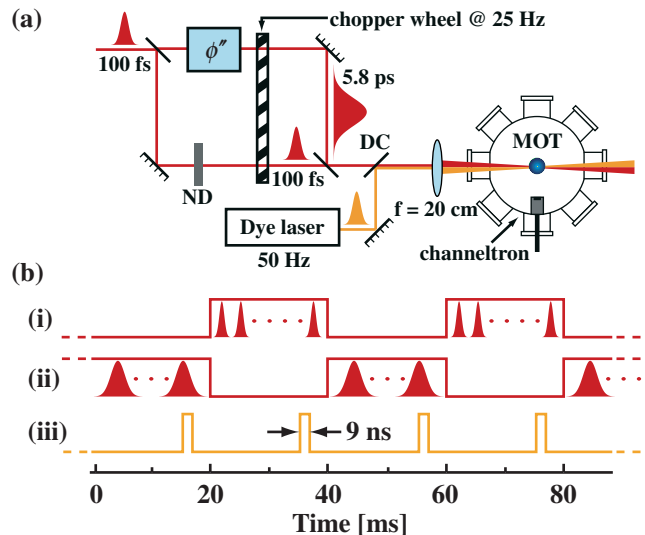 (a)
chopper wheel @ 25 Hz
100 fs
ϕ″
5.8 ps
DC
MOT
ND
100 fs
f = 20 cm
Dye laser
50 Hz
channeltron
(b)
(i)
(ii)
(iii)
9 ns
0 20 40 60 80
Time [ms]